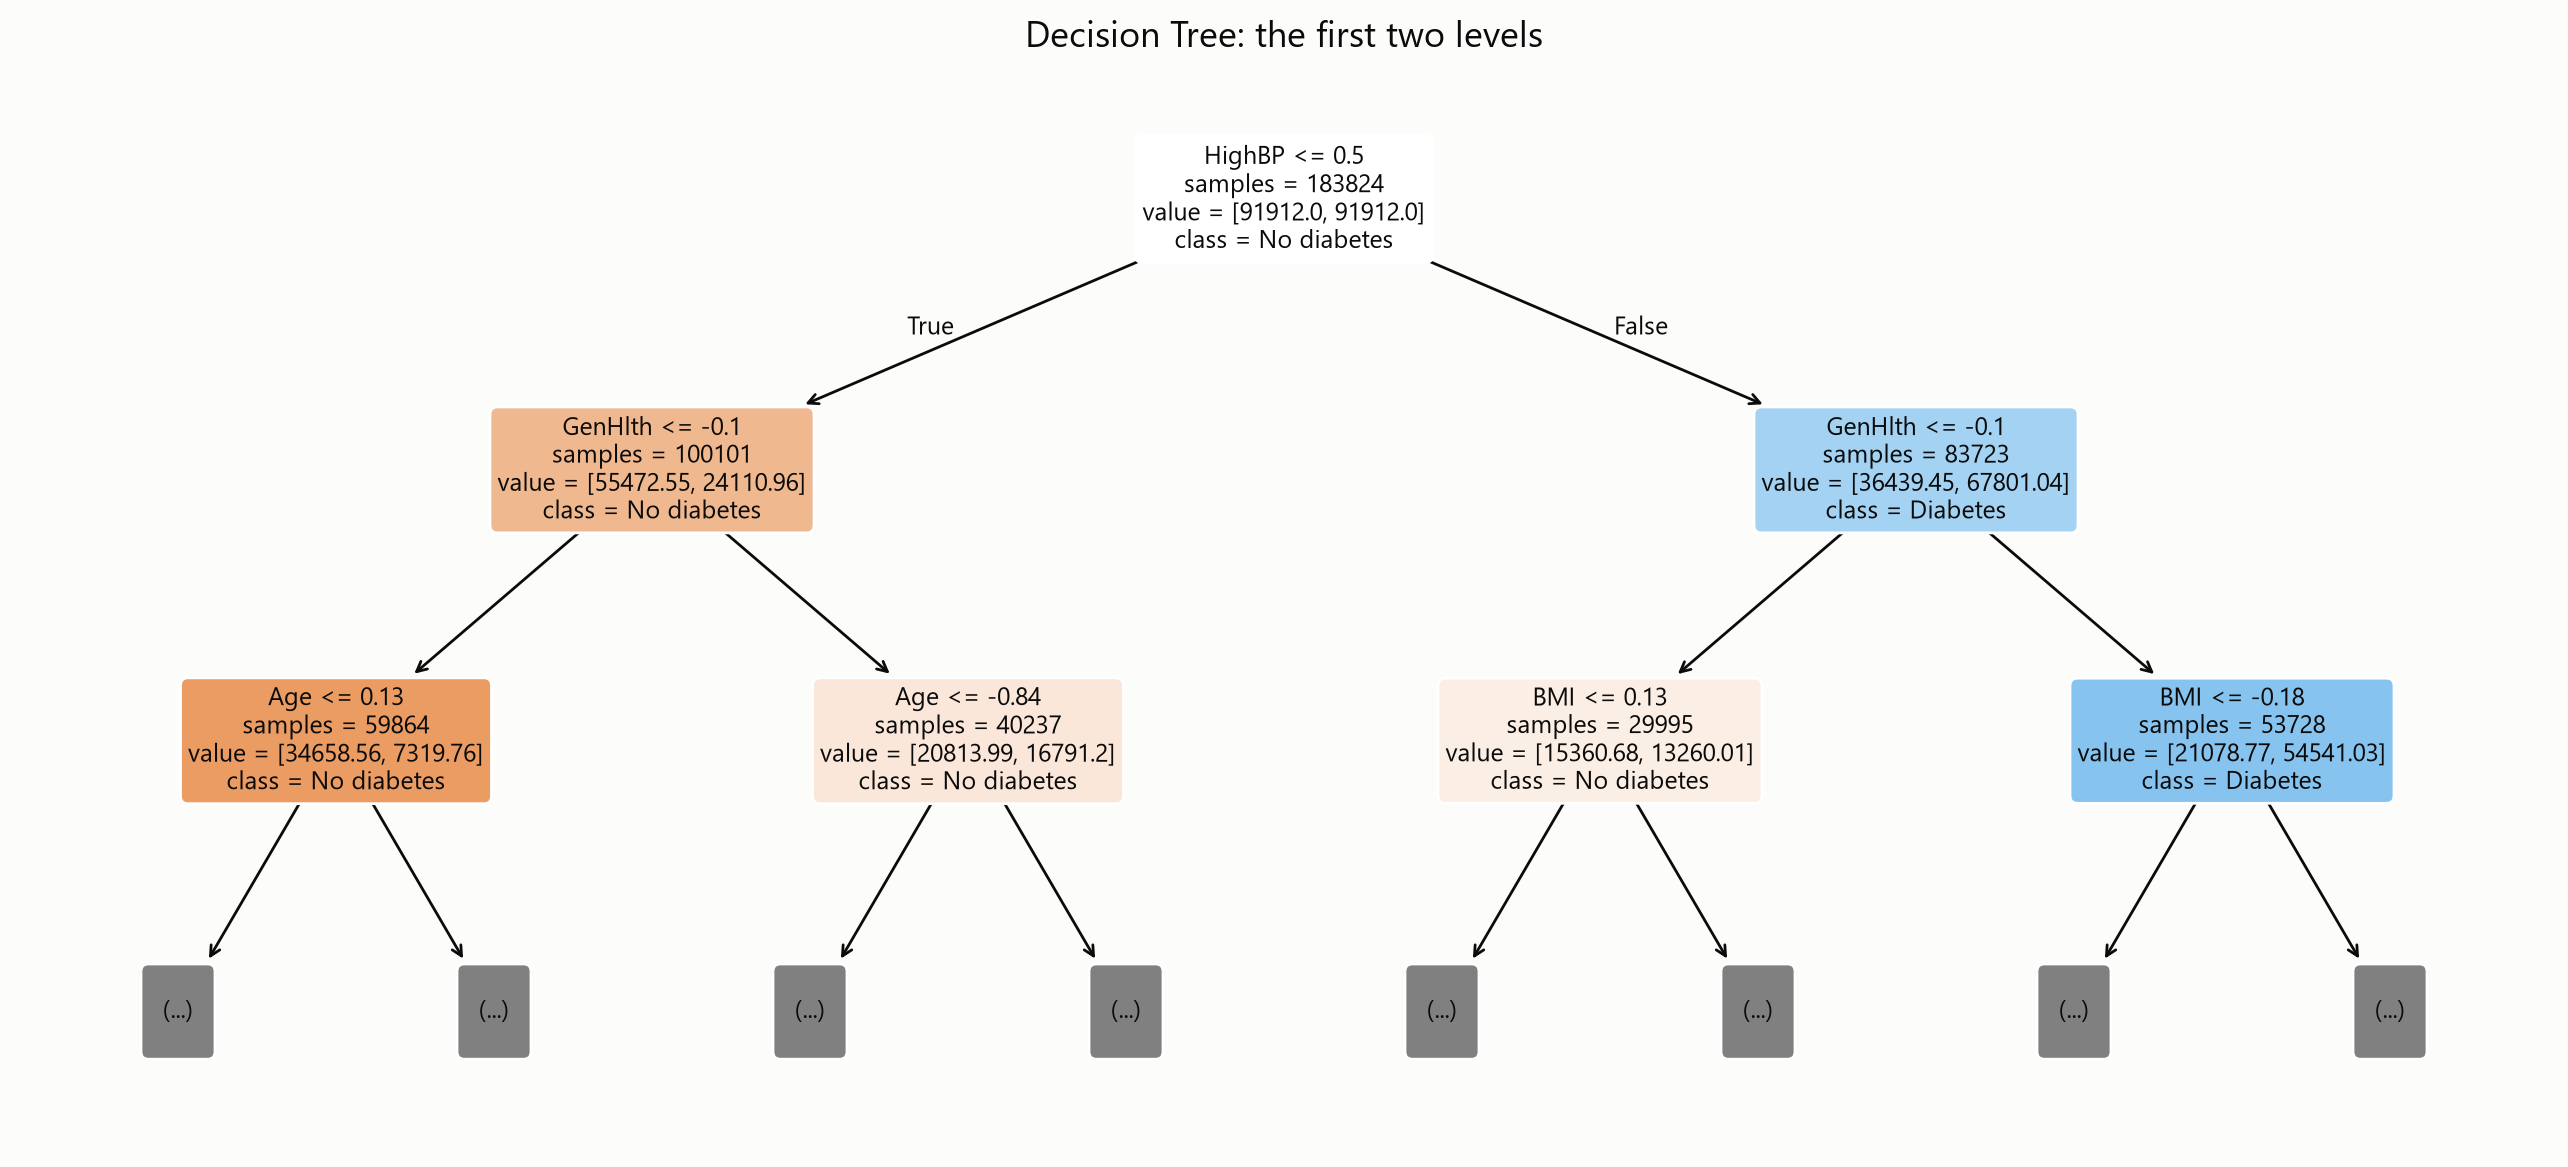 Decision Tree: the first two levels
HighBP <= 0.5
samples = 183824
value = [91912.0, 91912.0]
class = No diabetes
True
False
GenHlth <= -0.1
samples = 100101
value = [55472.55, 24110.96]
class = No diabetes
GenHlth <= -0.1
samples = 83723
value = [36439.45, 67801.04]
class = Diabetes
Age <= 0.13
samples = 59864
value = [34658.56, 7319.76]
class = No diabetes
Age <= -0.84
samples = 40237
value = [20813.99, 16791.2]
class = No diabetes
BMI <= 0.13
samples = 29995
value = [15360.68, 13260.01]
class = No diabetes
BMI <= -0.18
samples = 53728
value = [21078.77, 54541.03]
class = Diabetes
(...)
(...)
(...)
(...)
(...)
(...)
(...)
(...)